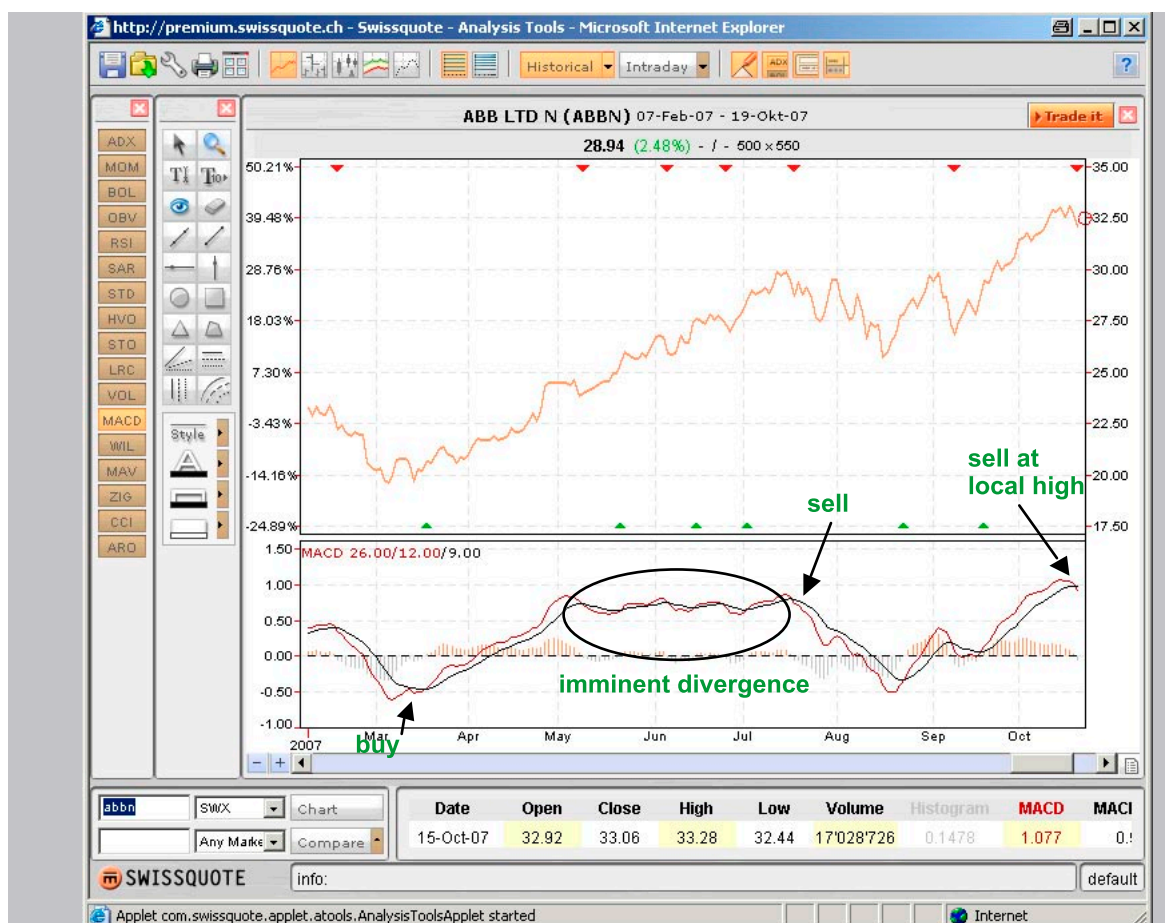 http://premium.swissquote.ch - Swissquote - Analysis Tools - Microsoft Internet Explorer
Historical Intraday ADX ?
ABB LTD N (ABBN) 07-Feb-07 - 19-Okt-07
Trade it
28.94 (2.48%) - / - 500 x 550
ADX
MOM
BOL
OBV
RSI
SAR
STD
HVO
STO
LRC
VOL
MACD
WIL
MAV
ZIG
CCI
ARO
Style
50.21%
39.48%
28.76%
18.03%
7.30%
-3.43%
-14.16%
-24.89%
35.00
32.50
30.00
27.50
25.00
22.50
20.00
17.50
sell at
local high
sell
MACD 26.00/12.00/9.00
1.50
1.00
0.50
0.00
-0.50
-1.00
imminent divergence
buy
2007 Mar Apr May Jun Jul Aug Sep Oct
abbn SWX Chart
Any Marke Compare
Date Open Close High Low Volume Histogram MACD MACI
15-Oct-07 32.92 33.06 33.28 32.44 17'028'726 0.1478 1.077
SWISSQUOTE info: default
Applet com.swissquote.applet.atools.AnalysisToolsApplet started Internet